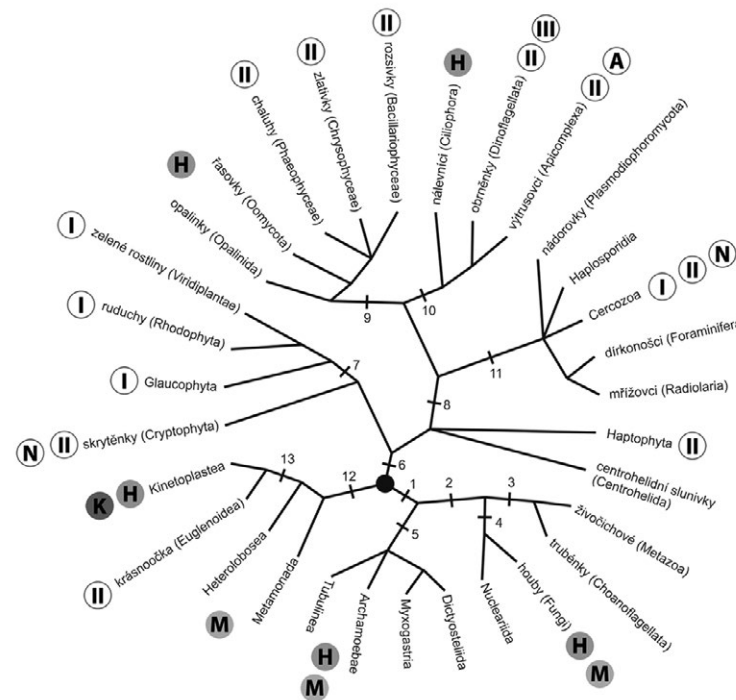 II
rozsivky (Bacillariophyceae)
II
zlativky (Chrysophyceae)
II
chaluhy (Phaeophyceae)
H
řasovky (Oomycota)
opalinky (Opalinida)
H
nálevníci (Ciliophora)
III
II
obrněnky (Dinoflagellata)
A
II
výtrusovci (Apicomplexa)
nádorovky (Plasmodiophoromycota)
Haplosporidia
Cercozoa
I
II
N
dírkonošci (Foraminifera
mřížovci (Radiolaria)
I
zelené rostliny (Viridiplantae)
I
ruduchy (Rhodophyta)
I
Glaucophyta
N
II
skrytěnky (Cryptophyta)
9
10
7
11
8
Haptophyta
II
centrohelidní slunivky
(Centrohelida)
K
H
Kinetoplastea
13
12
6
1
2
3
4
5
II
krásnoočka (Euglenoidea)
Heterolobosea
M
Metamonada
Tubulinea
H
M
Archamoebae
Myxogastria
Dictyosteliida
Nucleariida
houby (Fungi)
H
M
trubénky (Choanoflagellata)
živočichové (Metazoa)